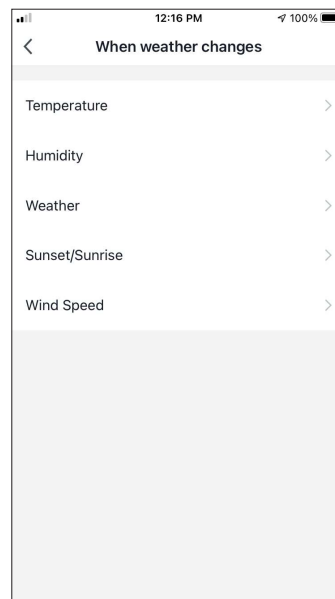 12:16 PM 100%
When weather changes
Temperature
Humidity
Weather
Sunset/Sunrise
Wind Speed